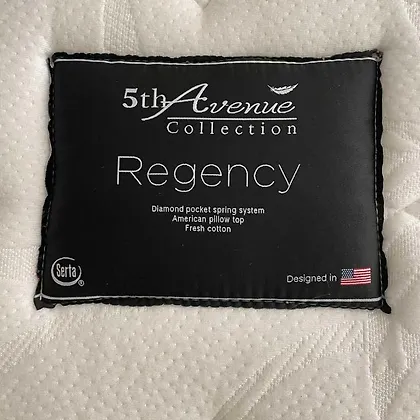 5th Avenue
Collection
Regency
Diamond pocket spring system
American pillow top
Fresh cotton
Serta®
Designed in